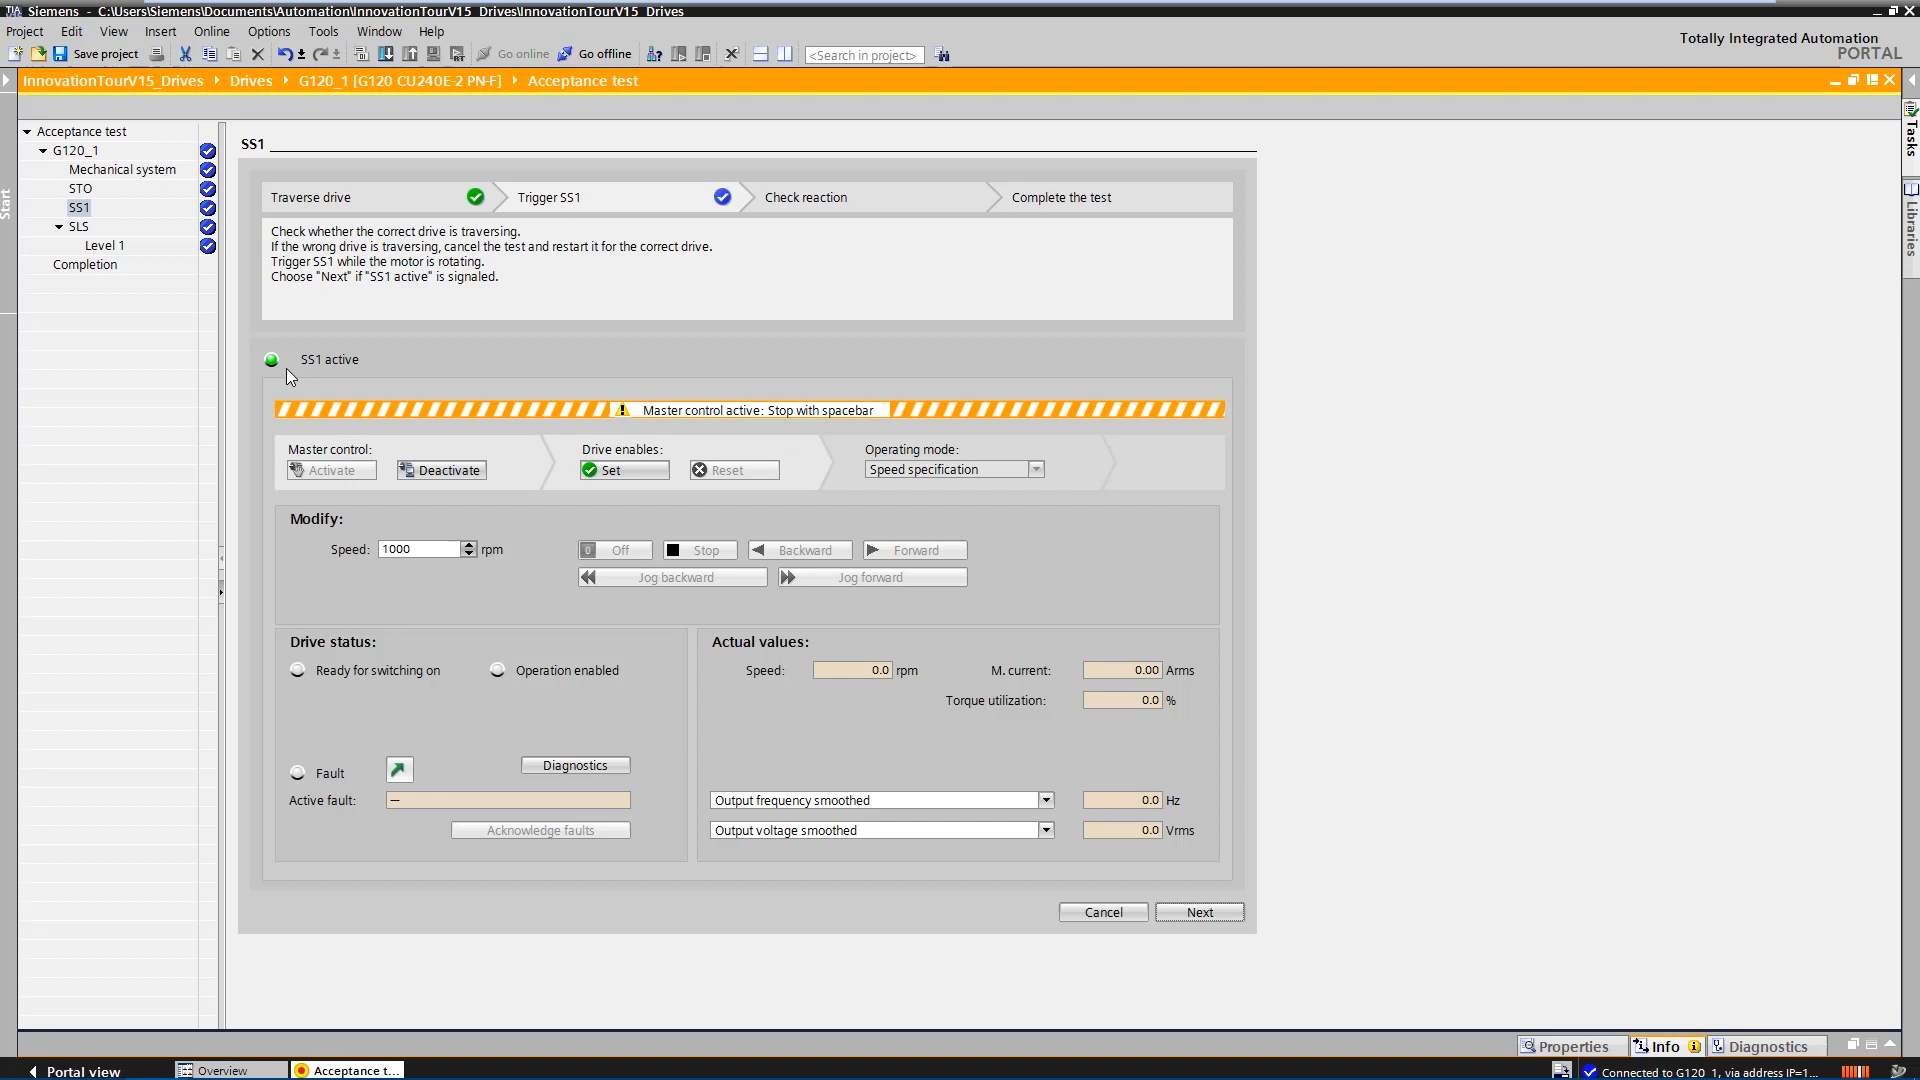 Siemens - C:\Users\Siemens\Documents\Automation\InnovationTourV15_Drives\InnovationTourV15_Drives
Project Edit View Insert Online Options Tools Window Help
Totally Integrated Automation
PORTAL
Save project Go online Go offline <Search in project>
InnovationTourV15_Drives Drives G120_1 [G120 CU240E-2 PN-F] Acceptance test
Start
Tasks
Libraries
Acceptance test
G120_1
Mechanical system
STO
SS1
SLS
Level 1
Completion
SS1
Traverse drive Trigger SS1 Check reaction Complete the test
Check whether the correct drive is traversing.
If the wrong drive is traversing, cancel the test and restart it for the correct drive.
Trigger SS1 while the motor is rotating.
Choose "Next" if "SS1 active" is signaled.
SS1 active
Master control active: Stop with spacebar
Master control: Drive enables: Operating mode:
Activate Deactivate Set Reset Speed specification
Modify:
Speed: 1000 rpm 0 Off Stop Backward Forward
Jog backward Jog forward
Drive status: Actual values:
Ready for switching on Operation enabled Speed: 0.0 rpm M. current: 0.00 Arms
Torque utilization: 0.0 %
Fault Diagnostics
Active fault: --- Output frequency smoothed 0.0 Hz
Acknowledge faults Output voltage smoothed 0.0 Vrms
Cancel Next
Properties Info Diagnostics
Portal view Overview Acceptance t... Connected to G120_1, via address IP=1...